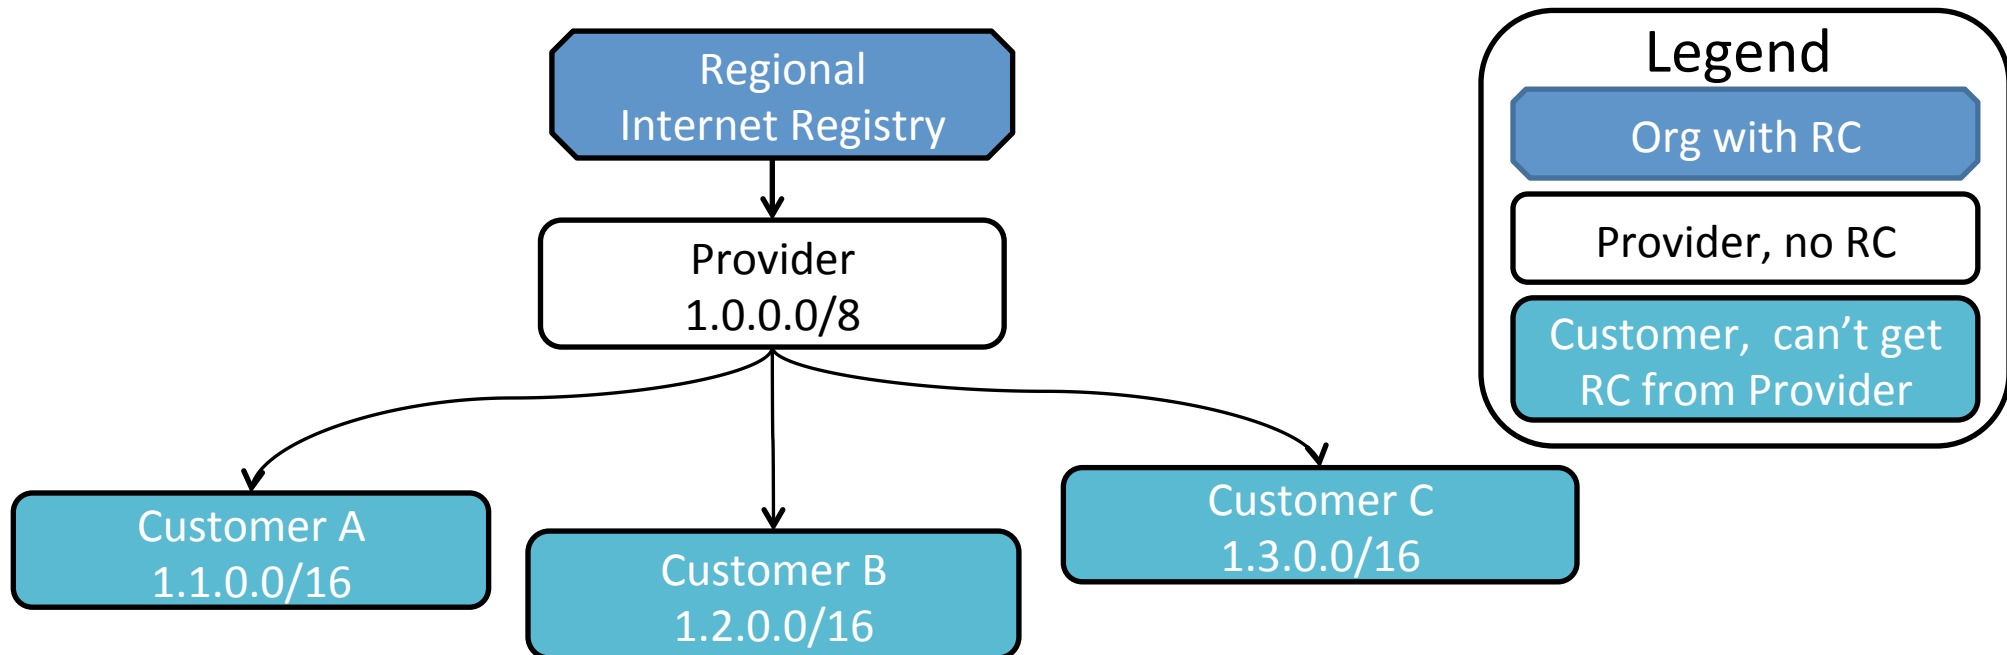 Regional
Internet Registry
Provider
1.0.0.0/8
Customer A
1.1.0.0/16
Customer B
1.2.0.0/16
Customer C
1.3.0.0/16
Legend
Org with RC
Provider, no RC
Customer,  can’t get
RC from Provider